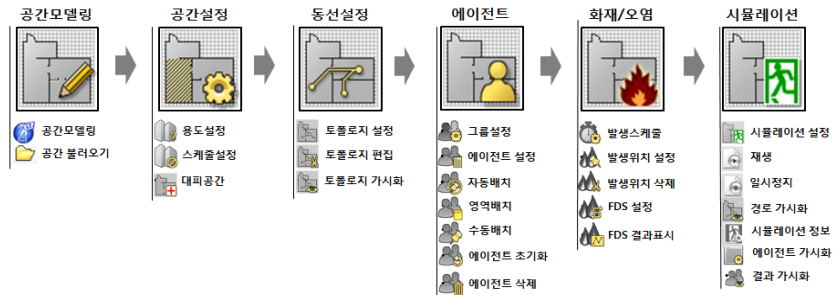 공간모델링
공간설정
동선설정
에이전트
화재/오염
시뮬레이션
공간모델링
공간 불러오기
용도설정
스케줄설정
대피공간
토폴로지 설정
토폴로지 편집
토폴로지 가시화
그룹설정
에이전트 설정
자동배치
영역배치
수동배치
에이전트 초기화
에이전트 삭제
발생스케줄
발생위치 설정
발생위치 삭제
FDS 설정
FDS 결과표시
시뮬레이션 설정
재생
일시정지
경로 가시화
시뮬레이션 정보
에이전트 가시화
결과 가시화